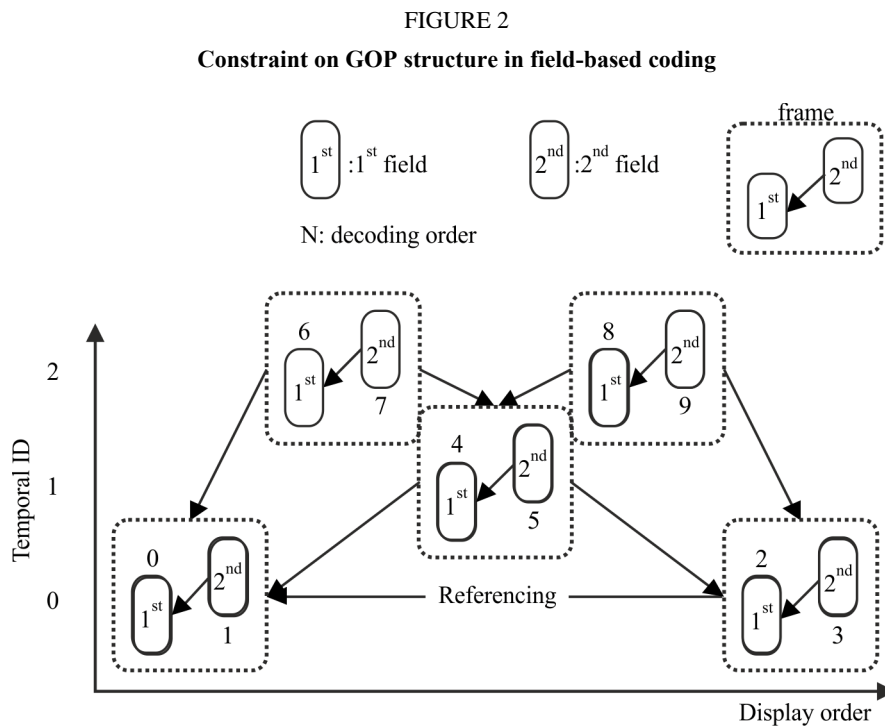 FIGURE 2
Constraint on GOP structure in field-based coding
frame
1st :1st field
2nd :2nd field
2nd
1st
N: decoding order
6
2nd
1st
7
8
2nd
1st
9
2
4
2nd
1st
5
1
Temporal ID
0
2nd
1st
1
2
2nd
1st
3
0
Referencing
Display order